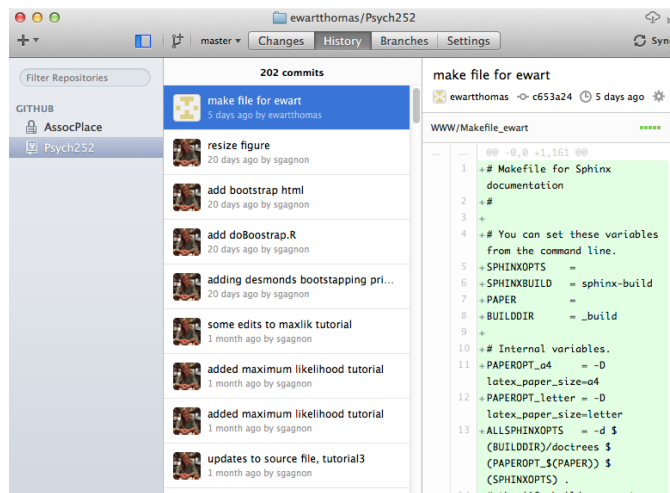 ewartthomas/Psych252
master Changes History Branches Settings
Filter Repositories
GITHUB
AssocPlace
Psych252
202 commits
make file for ewart
5 days ago by ewartthomas
resize figure
20 days ago by sgagnon
add bootstrap html
20 days ago by sgagnon
add doBoostrap.R
20 days ago by sgagnon
adding desmonds bootstapping pri...
20 days ago by sgagnon
some edits to maxlik tutorial
1 month ago by sgagnon
added maximum likelihood tutorial
1 month ago by sgagnon
added maximum likelihood tutorial
1 month ago by sgagnon
updates to source file, tutorial3
1 month ago by sgagnon
make file for ewart
ewartthomas c653a24 5 days ago
WWW/Makefile_ewart
... ... @@ -0,0 +1,161 @@
1 +# Makefile for Sphinx
documentation
2 +#
3 +
4 +# You can set these variables
from the command line.
5 +SPHINXOPTS =
6 +SPHINXBUILD = sphinx-build
7 +PAPER =
8 +BUILDDIR = _build
9 +
10 +# Internal variables.
11 +PAPEROPT_a4 = -D
latex_paper_size=a4
12 +PAPEROPT_letter = -D
latex_paper_size=letter
13 +ALLSPHINXOPTS = -d $
(BUILDDIR)/doctrees $
(PAPEROPT_$(PAPER)) $
(SPHINXOPTS) .